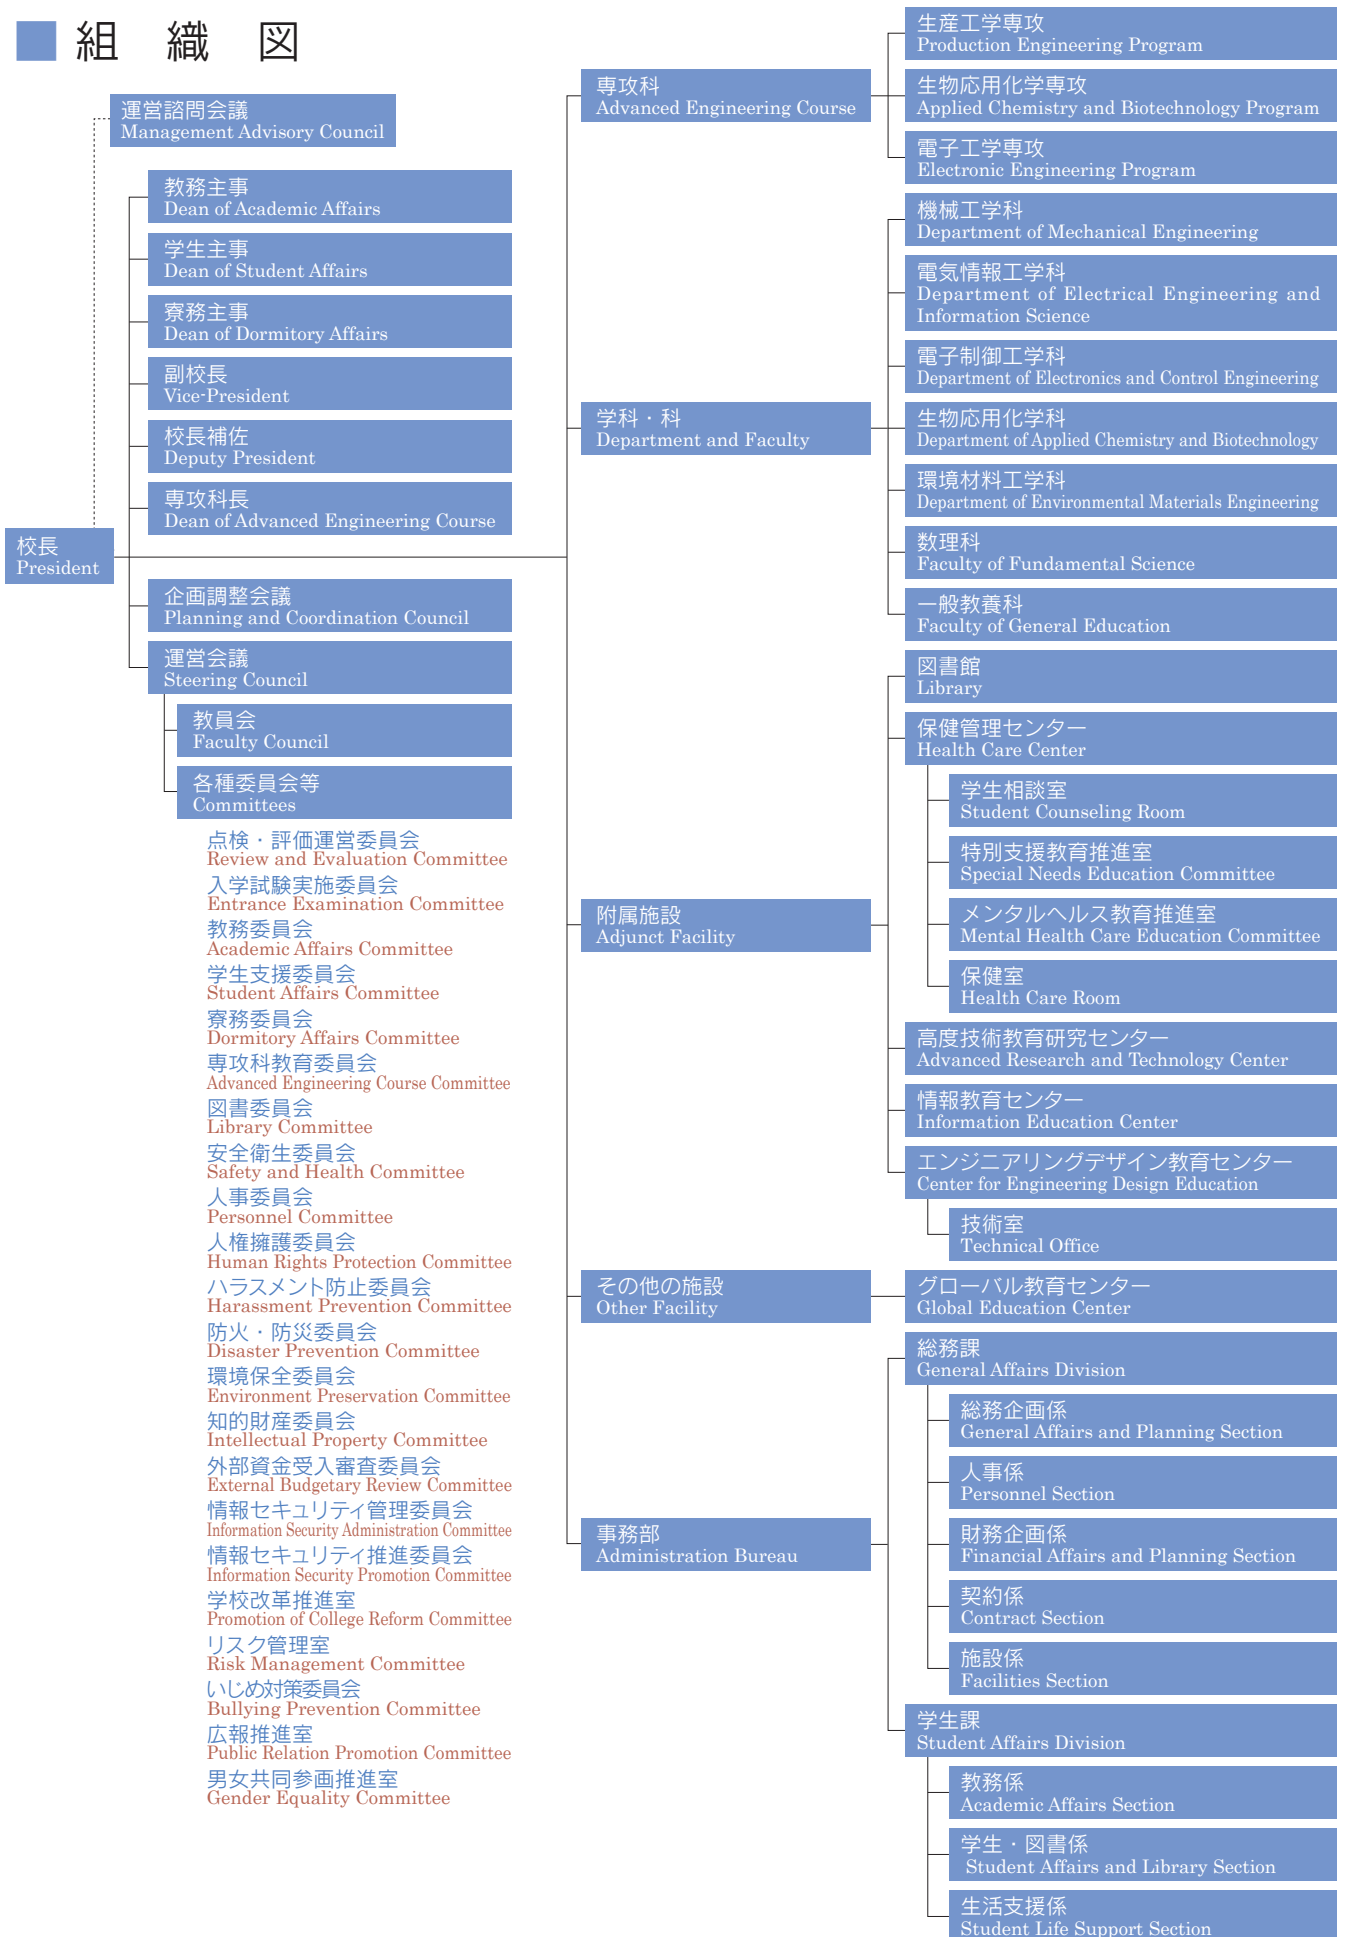 組　織　図
運営諮問会議
Management Advisory Council
教務主事
Dean of Academic Affairs
学生主事
Dean of Student Affairs
寮務主事
Dean of Dormitory Affairs
副校長
Vice-President
校長補佐
Deputy President
専攻科長
Dean of Advanced Engineering Course
校長
President
企画調整会議
Planning and Coordination Council
運営会議
Steering Council
教員会
Faculty Council
各種委員会等
Committees
点検・評価運営委員会
Review and Evaluation Committee
入学試験実施委員会
Entrance Examination Committee
教務委員会
Academic Affairs Committee
学生支援委員会
Student Affairs Committee
寮務委員会
Dormitory Affairs Committee
専攻科教育委員会
Advanced Engineering Course Committee
図書委員会
Library Committee
安全衛生委員会
Safety and Health Committee
人事委員会
Personnel Committee
人権擁護委員会
Human Rights Protection Committee
ハラスメント防止委員会
Harassment Prevention Committee
防火・防災委員会
Disaster Prevention Committee
環境保全委員会
Environment Preservation Committee
知的財産委員会
Intellectual Property Committee
外部資金受入審査委員会
External Budgetary Review Committee
情報セキュリティ管理委員会
Information Security Administration Committee
情報セキュリティ推進委員会
Information Security Promotion Committee
学校改革推進室
Promotion of College Reform Committee
リスク管理室
Risk Management Committee
いじめ対策委員会
Bullying Prevention Committee
広報推進室
Public Relation Promotion Committee
男女共同参画推進室
Gender Equality Committee
専攻科
Advanced Engineering Course
生産工学専攻
Production Engineering Program
生物応用化学専攻
Applied Chemistry and Biotechnology Program
電子工学専攻
Electronic Engineering Program
学科・科
Department and Faculty
機械工学科
Department of Mechanical Engineering
電気情報工学科
Department of Electrical Engineering and
Information Science
電子制御工学科
Department of Electronics and Control Engineering
生物応用化学科
Department of Applied Chemistry and Biotechnology
環境材料工学科
Department of Environmental Materials Engineering
数理科
Faculty of Fundamental Science
一般教養科
Faculty of General Education
附属施設
Adjunct Facility
図書館
Library
保健管理センター
Health Care Center
学生相談室
Student Counseling Room
特別支援教育推進室
Special Needs Education Committee
メンタルヘルス教育推進室
Mental Health Care Education Committee
保健室
Health Care Room
高度技術教育研究センター
Advanced Research and Technology Center
情報教育センター
Information Education Center
エンジニアリングデザイン教育センター
Center for Engineering Design Education
技術室
Technical Office
その他の施設
Other Facility
グローバル教育センター
Global Education Center
事務部
Administration Bureau
総務課
General Affairs Division
総務企画係
General Affairs and Planning Section
人事係
Personnel Section
財務企画係
Financial Affairs and Planning Section
契約係
Contract Section
施設係
Facilities Section
学生課
Student Affairs Division
教務係
Academic Affairs Section
学生・図書係
Student Affairs and Library Section
生活支援係
Student Life Support Section